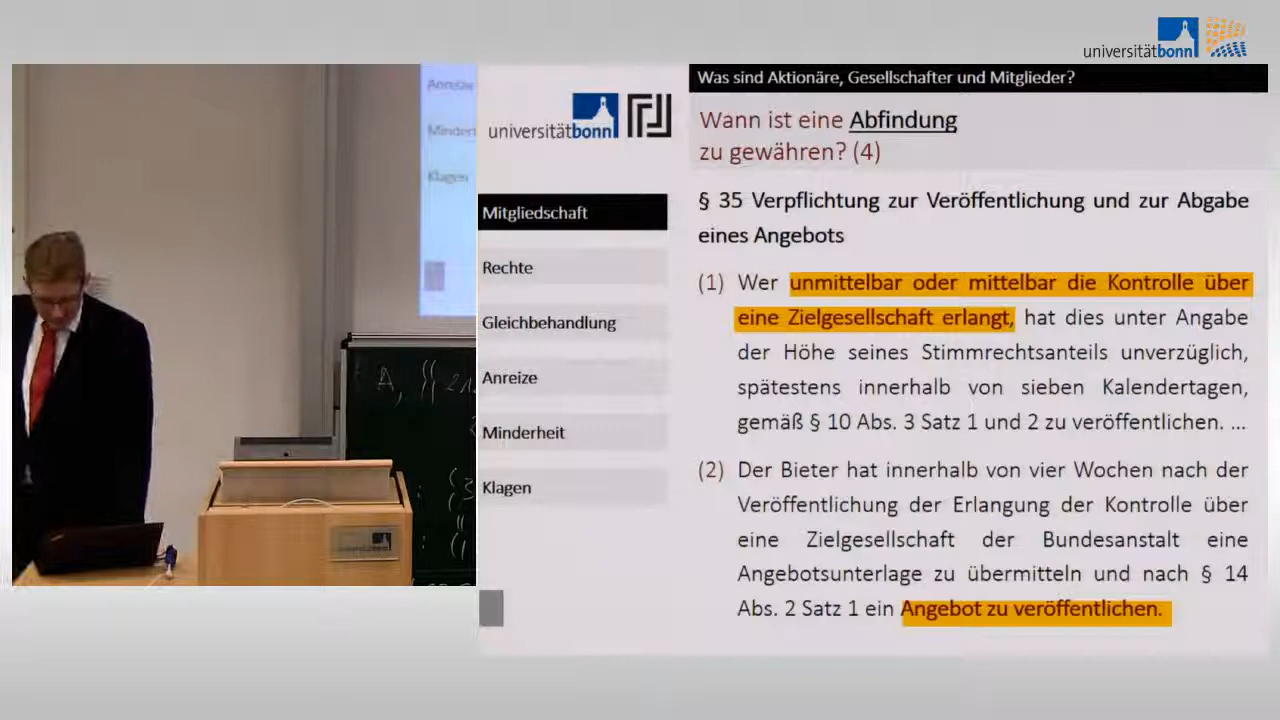 universitätbonn
Was sind Aktionäre, Gesellschafter und Mitglieder?
universitätbonn
Wann ist eine Abfindung
zu gewähren? (4)
Mitgliedschaft
Rechte
Gleichbehandlung
Anreize
Minderheit
Klagen
§ 35 Verpflichtung zur Veröffentlichung und zur Abgabe
eines Angebots
(1) Wer unmittelbar oder mittelbar die Kontrolle über
eine Zielgesellschaft erlangt, hat dies unter Angabe
der Höhe seines Stimmrechtsanteils unverzüglich,
spätestens innerhalb von sieben Kalendertagen,
gemäß § 10 Abs. 3 Satz 1 und 2 zu veröffentlichen. ...
(2) Der Bieter hat innerhalb von vier Wochen nach der
Veröffentlichung der Erlangung der Kontrolle über
eine Zielgesellschaft der Bundesanstalt eine
Angebotsunterlage zu übermitteln und nach § 14
Abs. 2 Satz 1 ein Angebot zu veröffentlichen.
Anreize
Klagen